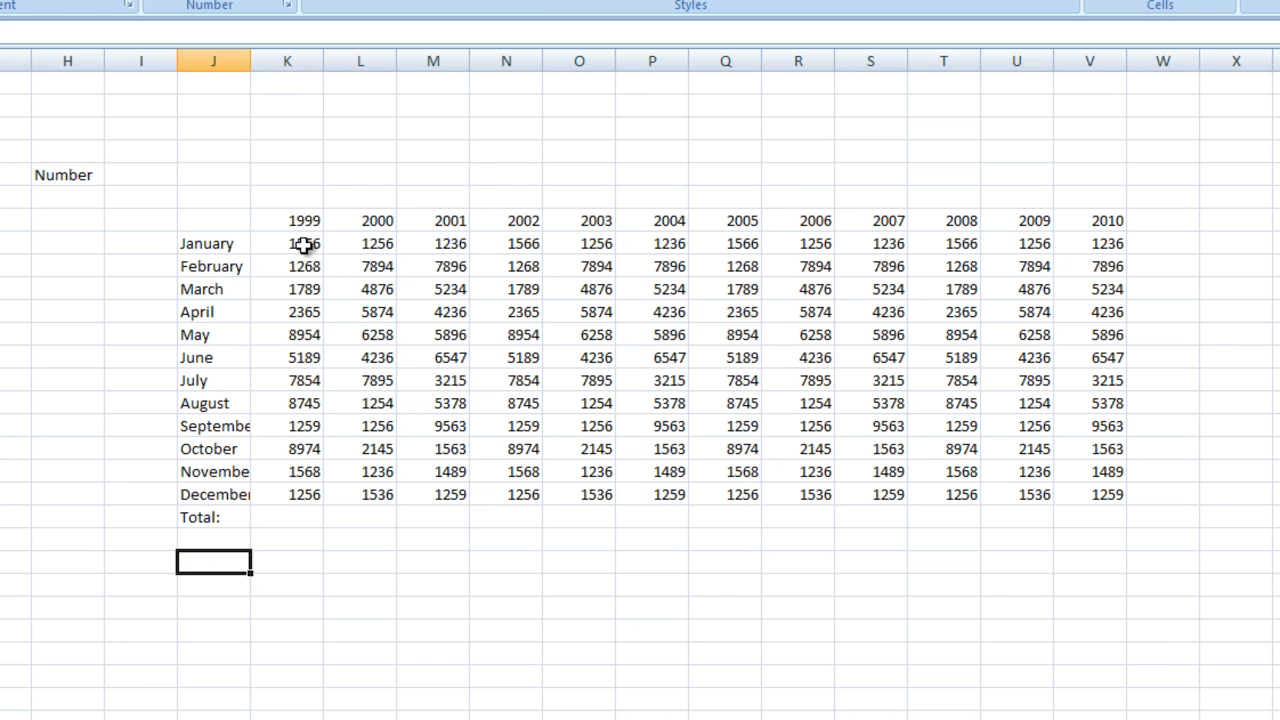 ent Number Styles Cells
H I J K L M N O P Q R S T U V W X
Number
1999 2000 2001 2002 2003 2004 2005 2006 2007 2008 2009 2010
January 1256 1236 1566 1256 1236 1566 1256 1236 1566 1256 1236
February 1268 7894 7896 1268 7894 7896 1268 7894 7896 1268 7894 7896
March 1789 4876 5234 1789 4876 5234 1789 4876 5234 1789 4876 5234
April 2365 5874 4236 2365 5874 4236 2365 5874 4236 2365 5874 4236
May 8954 6258 5896 8954 6258 5896 8954 6258 5896 8954 6258 5896
June 5189 4236 6547 5189 4236 6547 5189 4236 6547 5189 4236 6547
July 7854 7895 3215 7854 7895 3215 7854 7895 3215 7854 7895 3215
August 8745 1254 5378 8745 1254 5378 8745 1254 5378 8745 1254 5378
Septembe 1259 1256 9563 1259 1256 9563 1259 1256 9563 1259 1256 9563
October 8974 2145 1563 8974 2145 1563 8974 2145 1563 8974 2145 1563
Novembe 1568 1236 1489 1568 1236 1489 1568 1236 1489 1568 1236 1489
December 1256 1536 1259 1256 1536 1259 1256 1536 1259 1256 1536 1259
Total: